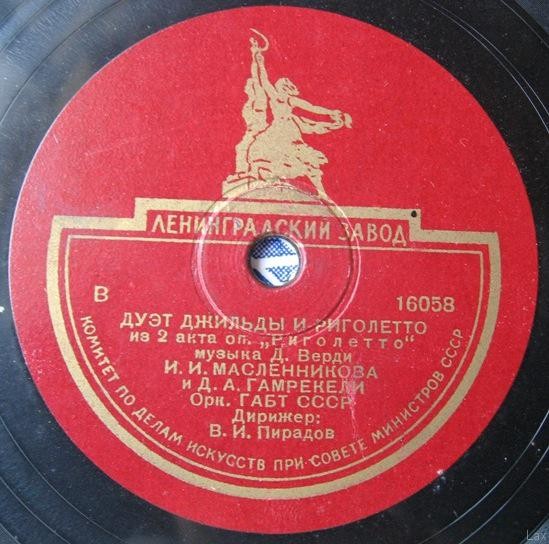 ЛЕНИНГРАДСКИЙ ЗАВОД
В 16058
ДУЭТ ДЖИЛЬДЫ И РИГОЛЕТТО
из 2 акта оп. „Риголетто“
музыка Д. Верди
И. И. МАСЛЕННИКОВА
и Д. А. ГАМРЕКЕЛИ
Орк. ГАБТ СССР
Дирижер:
В. И. Пирадов
КОМИТЕТ ПО ДЕЛАМ ИСКУССТВ ПРИ СОВЕТЕ МИНИСТРОВ СССР
Lax